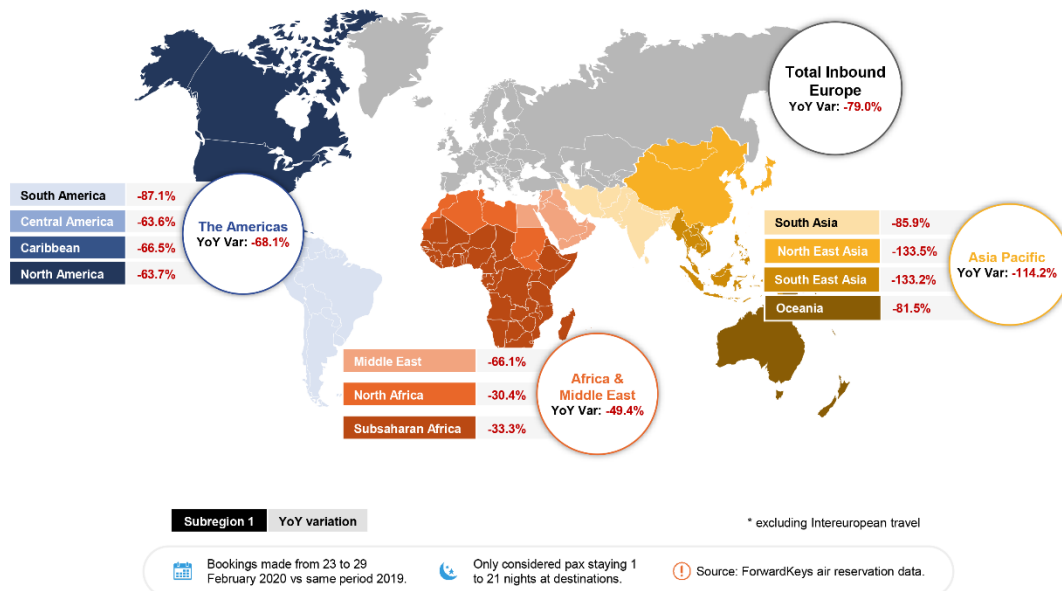 Total Inbound
Europe
YoY Var: -79.0%
South America -87.1%
Central America -63.6%
Caribbean -66.5%
North America -63.7%
The Americas
YoY Var: -68.1%
South Asia -85.9%
North East Asia -133.5%
South East Asia -133.2%
Oceania -81.5%
Asia Pacific
YoY Var: -114.2%
Middle East -66.1%
North Africa -30.4%
Subsaharan Africa -33.3%
Africa &
Middle East
YoY Var: -49.4%
Subregion 1 YoY variation
* excluding Intereuropean travel
Bookings made from 23 to 29
February 2020 vs same period 2019.
Only considered pax staying 1
to 21 nights at destinations.
Source: ForwardKeys air reservation data.